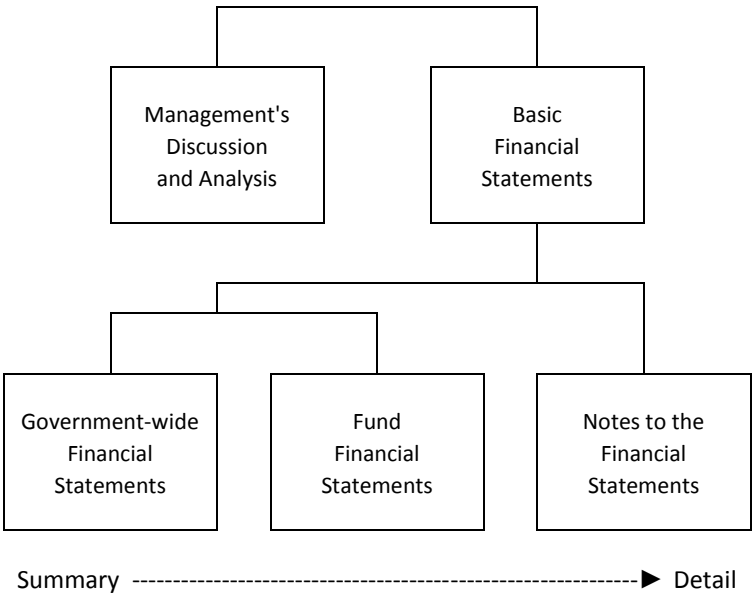 Management's
Discussion
and Analysis
Basic
Financial
Statements
Government-wide
Financial
Statements
Fund
Financial
Statements
Notes to the
Financial
Statements
Summary
Detail